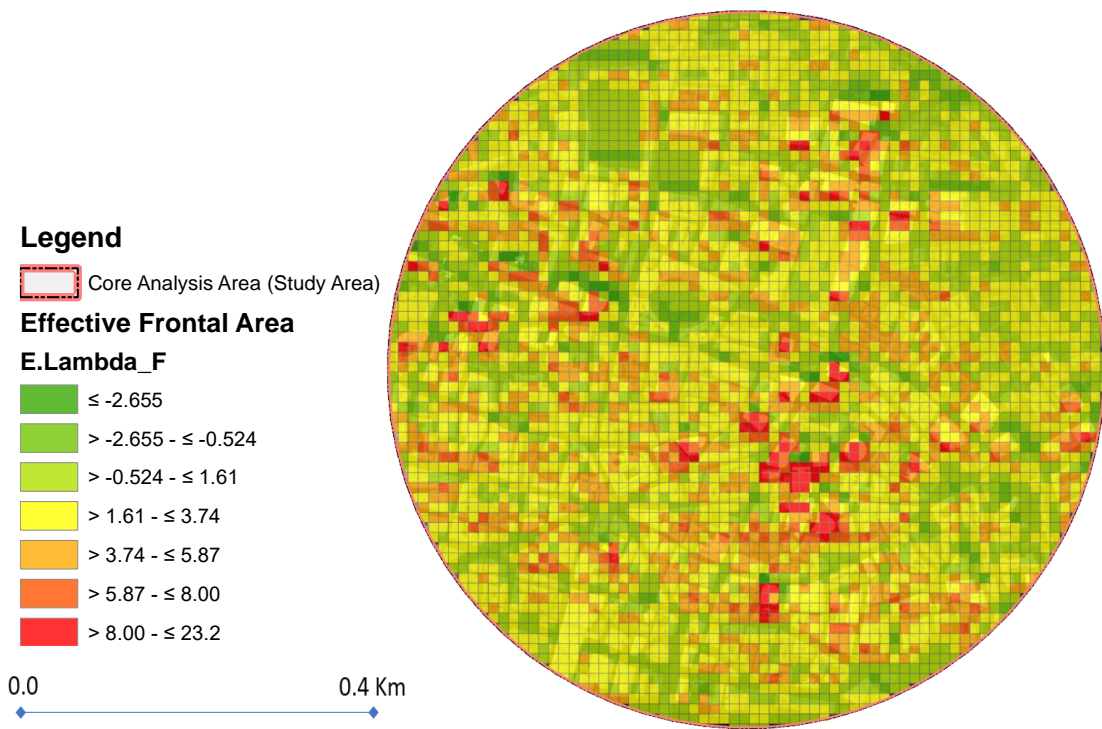 Legend
Core Analysis Area (Study Area)
Effective Frontal Area
E.Lambda_F
≤ -2.655
> -2.655 - ≤ -0.524
> -0.524 - ≤ 1.61
> 1.61 - ≤ 3.74
> 3.74 - ≤ 5.87
> 5.87 - ≤ 8.00
> 8.00 - ≤ 23.2
0.0 0.4 Km